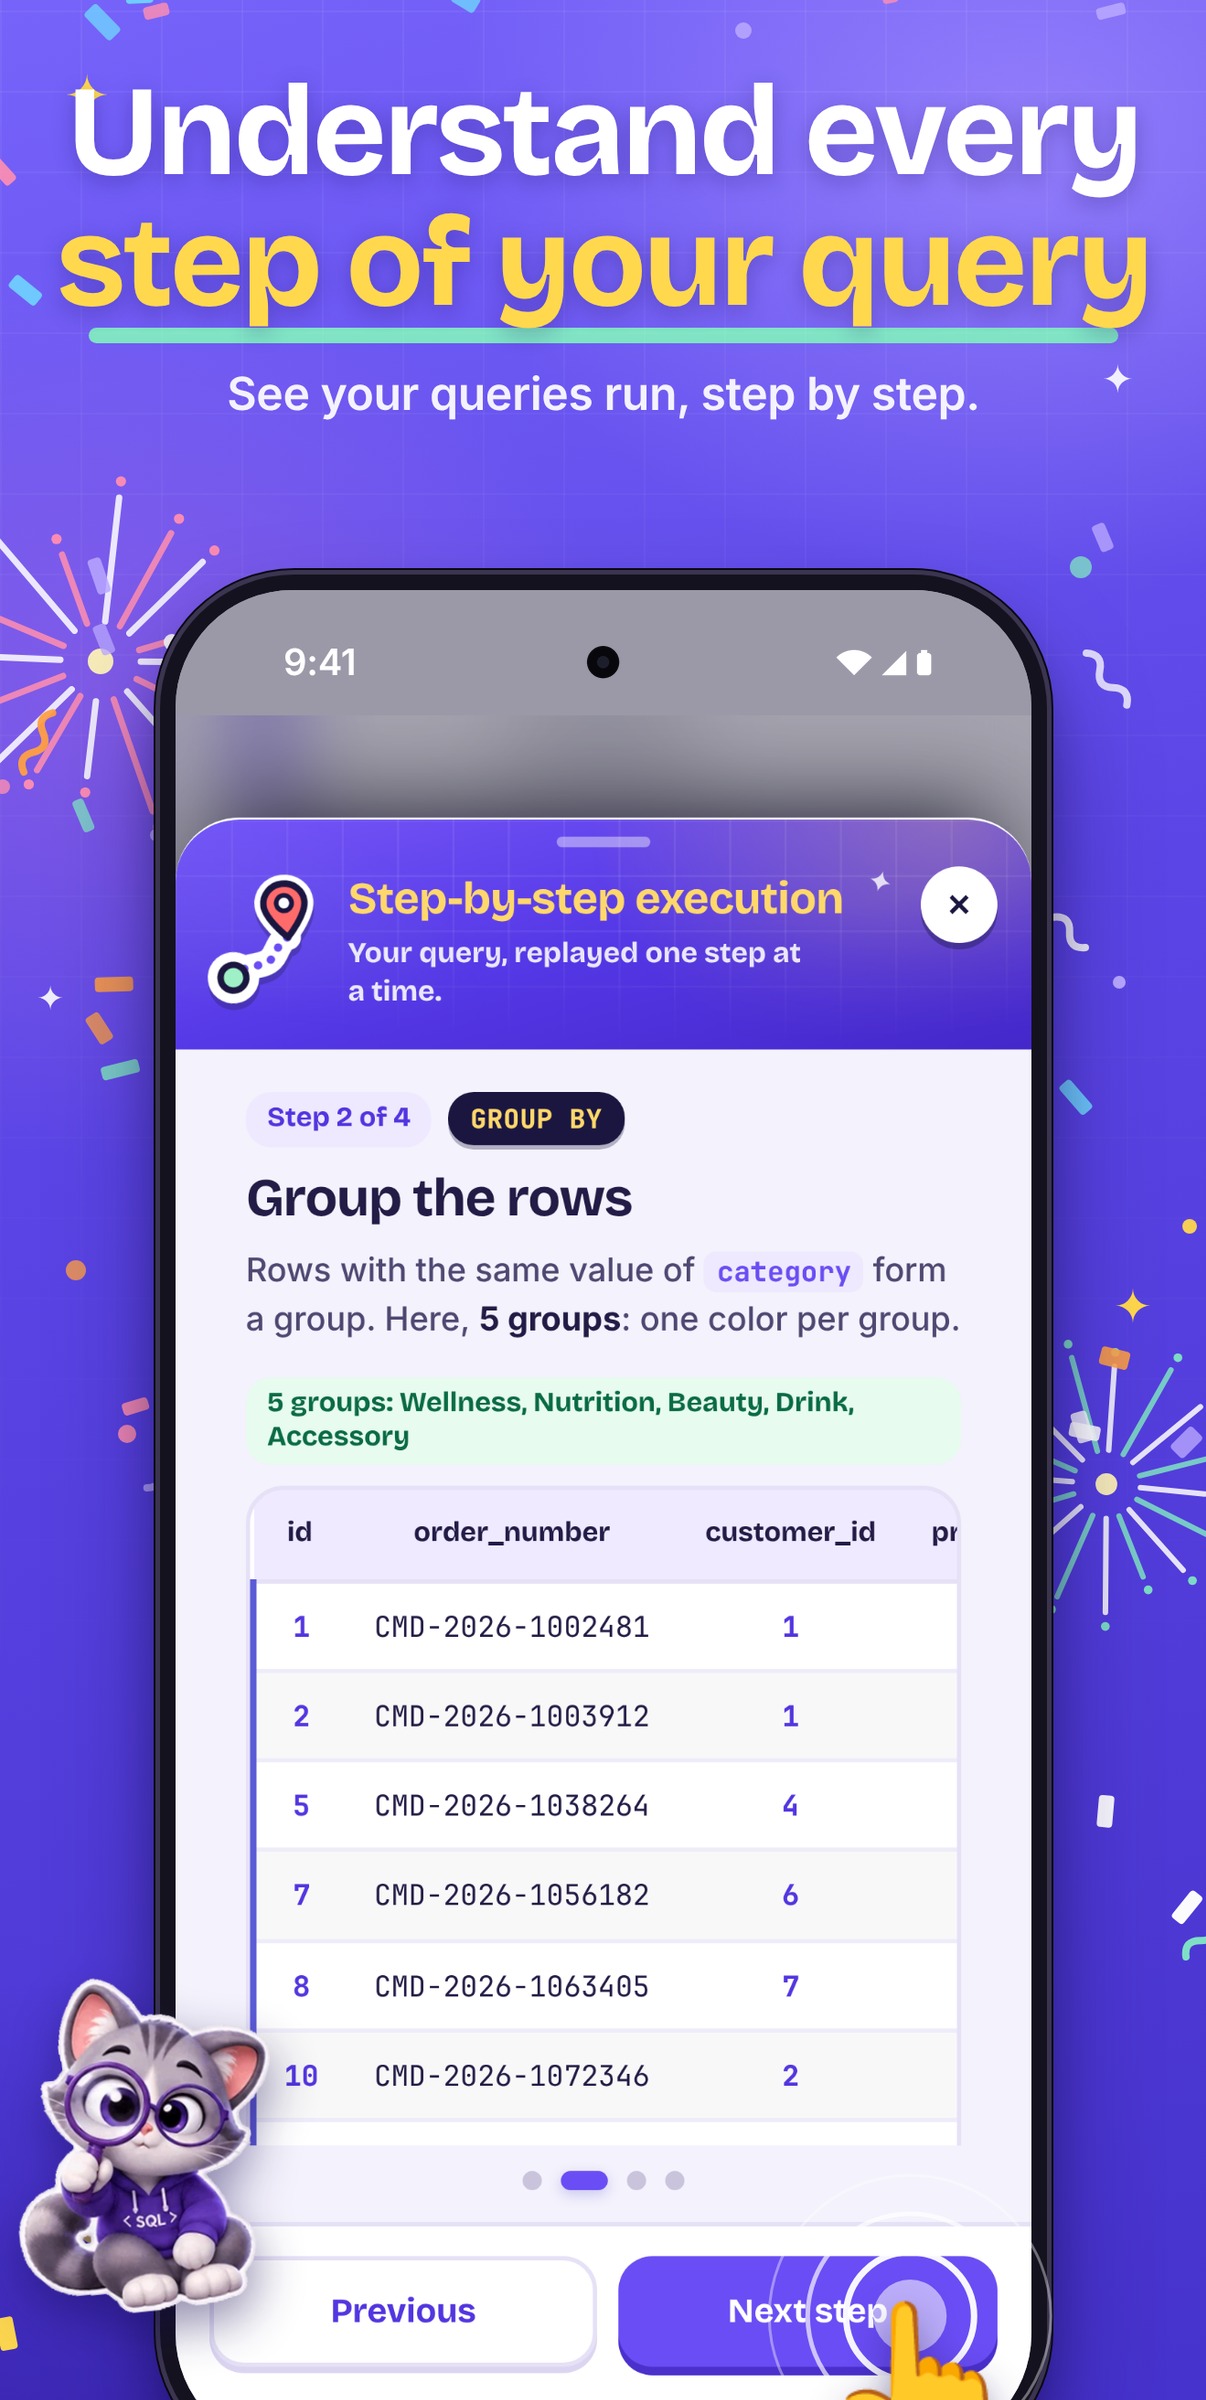 Understand every
step of your query
See your queries run, step by step.
9:41
Step-by-step execution
Your query, replayed one step at
a time.
Step 2 of 4
GROUP BY
Group the rows
Rows with the same value of category form
a group. Here, 5 groups: one color per group.
5 groups: Wellness, Nutrition, Beauty, Drink,
Accessory
id order_number customer_id pr
1 CMD-2026-1002481 1
2 CMD-2026-1003912 1
5 CMD-2026-1038264 4
7 CMD-2026-1056182 6
8 CMD-2026-1063405 7
10 CMD-2026-1072346 2
< SQL >
Previous
Next step